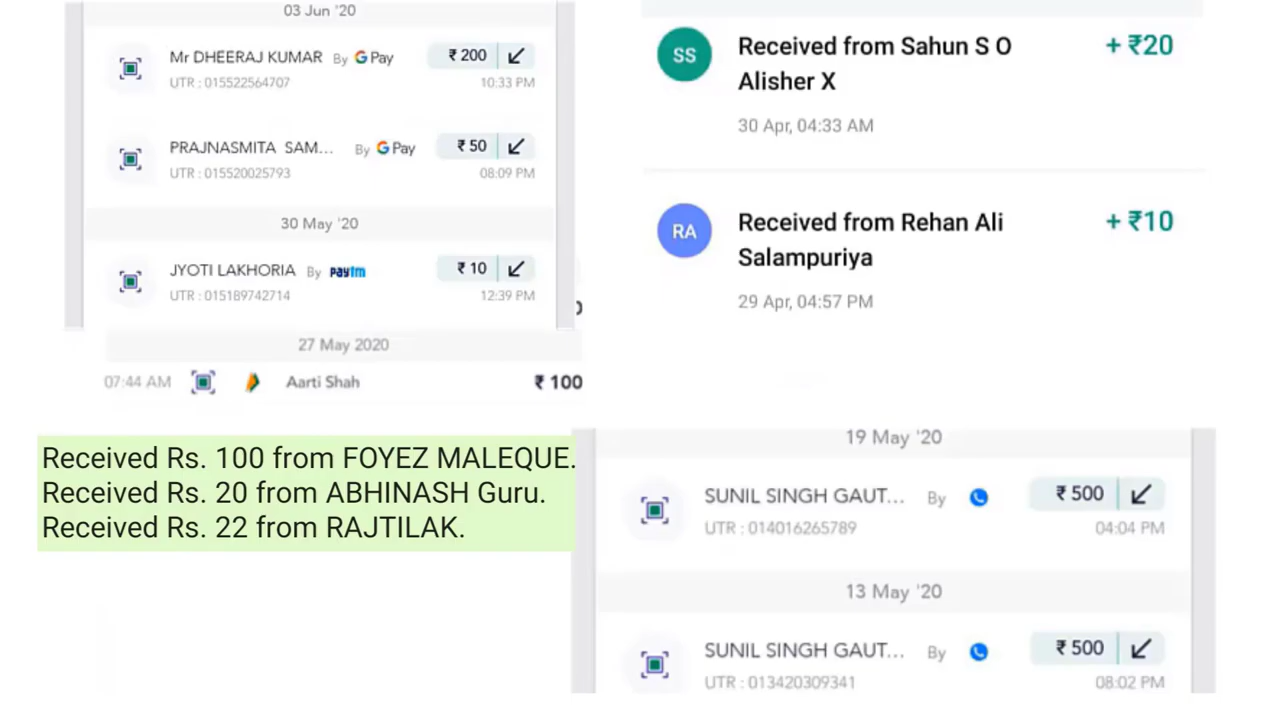 03 Jun '20
Mr DHEERAJ KUMAR By G Pay ₹ 200
UTR : 015522564707 10:33 PM
PRAJNASMITA SAM... By G Pay ₹ 50
UTR : 015520025793 08:09 PM
30 May '20
JYOTI LAKHORIA By paytm ₹ 10
UTR : 015189742714 12:39 PM
27 May 2020
07:44 AM Aarti Shah ₹ 100
SS Received from Sahun S O + ₹20
Alisher X
30 Apr, 04:33 AM
RA Received from Rehan Ali + ₹10
Salampuriya
29 Apr, 04:57 PM
Received Rs. 100 from FOYEZ MALEQUE.
Received Rs. 20 from ABHINASH Guru.
Received Rs. 22 from RAJTILAK.
19 May '20
SUNIL SINGH GAUT... By ₹ 500
UTR : 014016265789 04:04 PM
13 May '20
SUNIL SINGH GAUT... By ₹ 500
UTR : 013420309341 08:02 PM